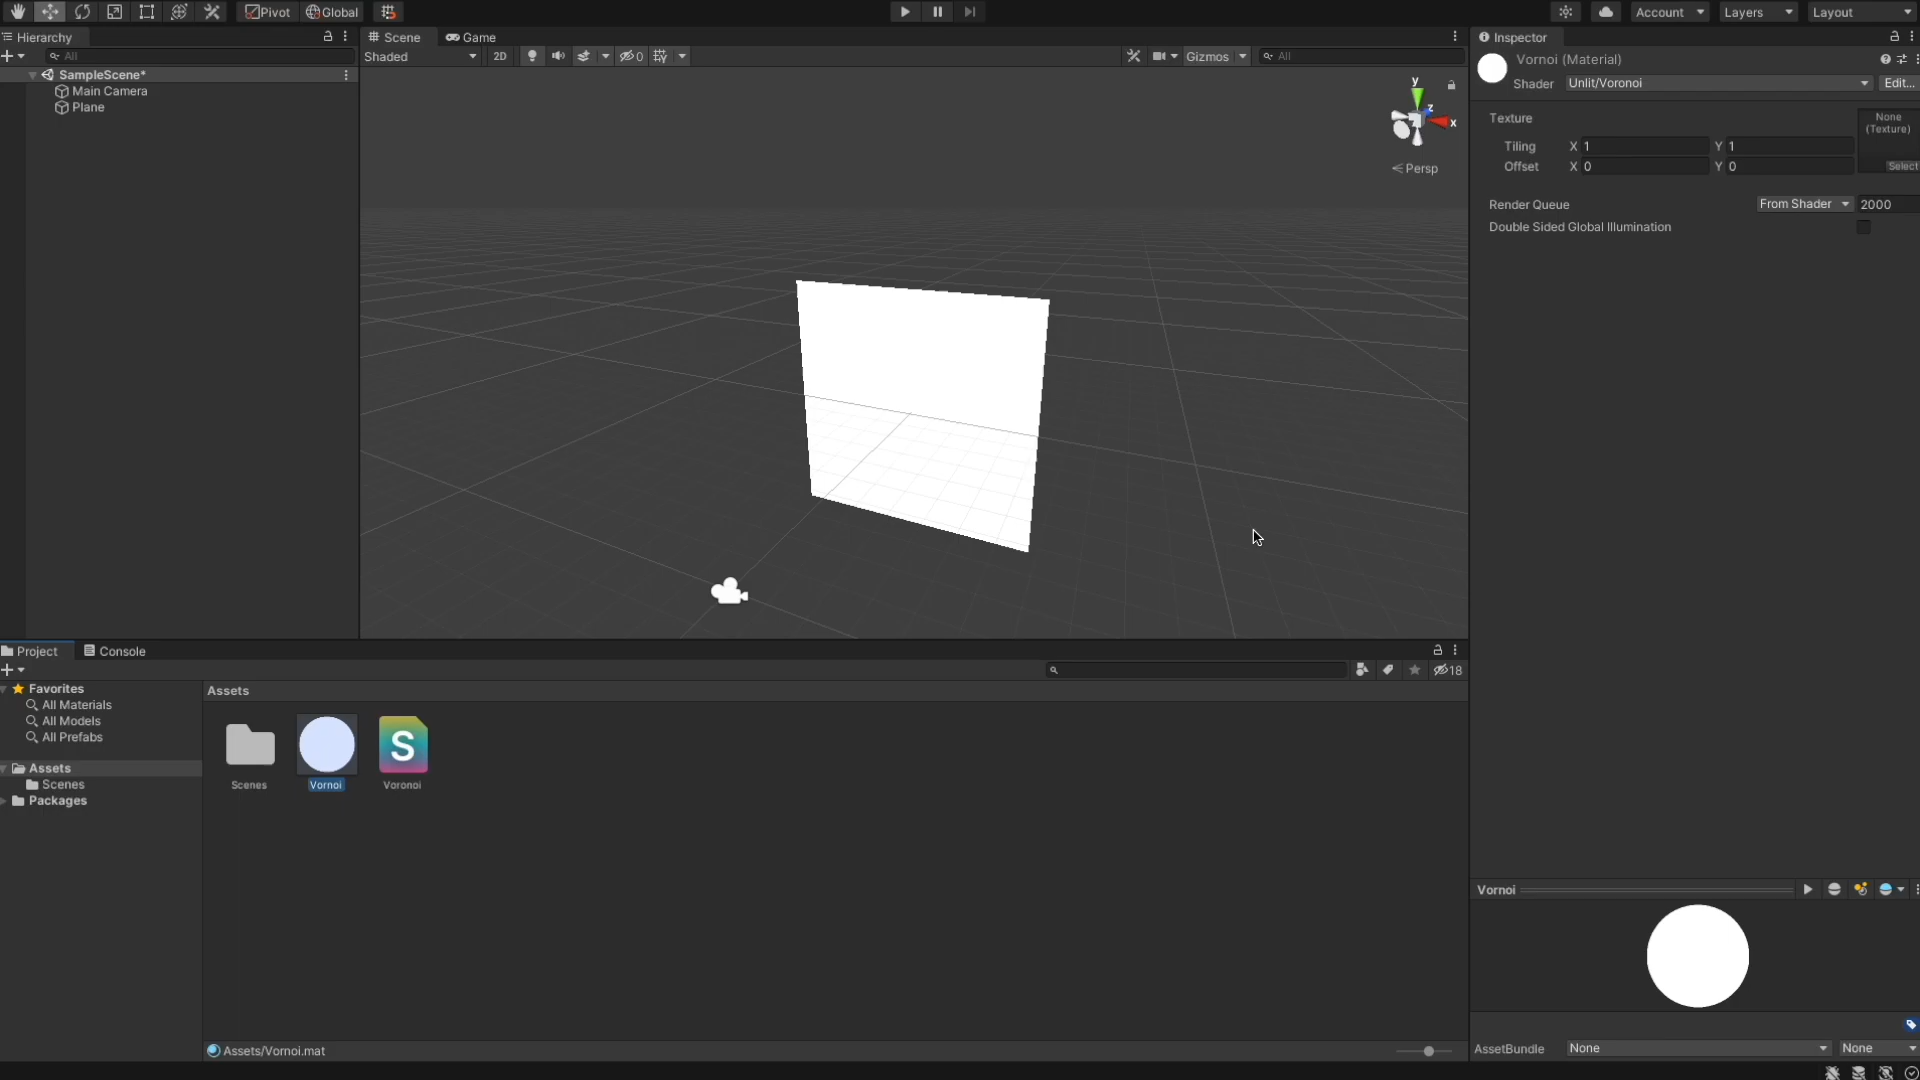 Pivot Global Account Layers Layout
Hierarchy
All
SampleScene*
Main Camera
Plane
Scene Game
Shaded 2D 0 Gizmos All
y
z
x
Persp
Inspector
Vornoi (Material)
Shader Unlit/Voronoi Edit...
Texture None
(Texture)
Tiling X 1 Y 1
Offset X 0 Y 0
Select
Render Queue From Shader 2000
Double Sided Global Illumination
Project Console
18
Favorites
All Materials
All Models
All Prefabs
Assets
Scenes
Packages
Assets
S
Scenes Vornoi Voronoi
Assets/Vornoi.mat
Vornoi
AssetBundle None None